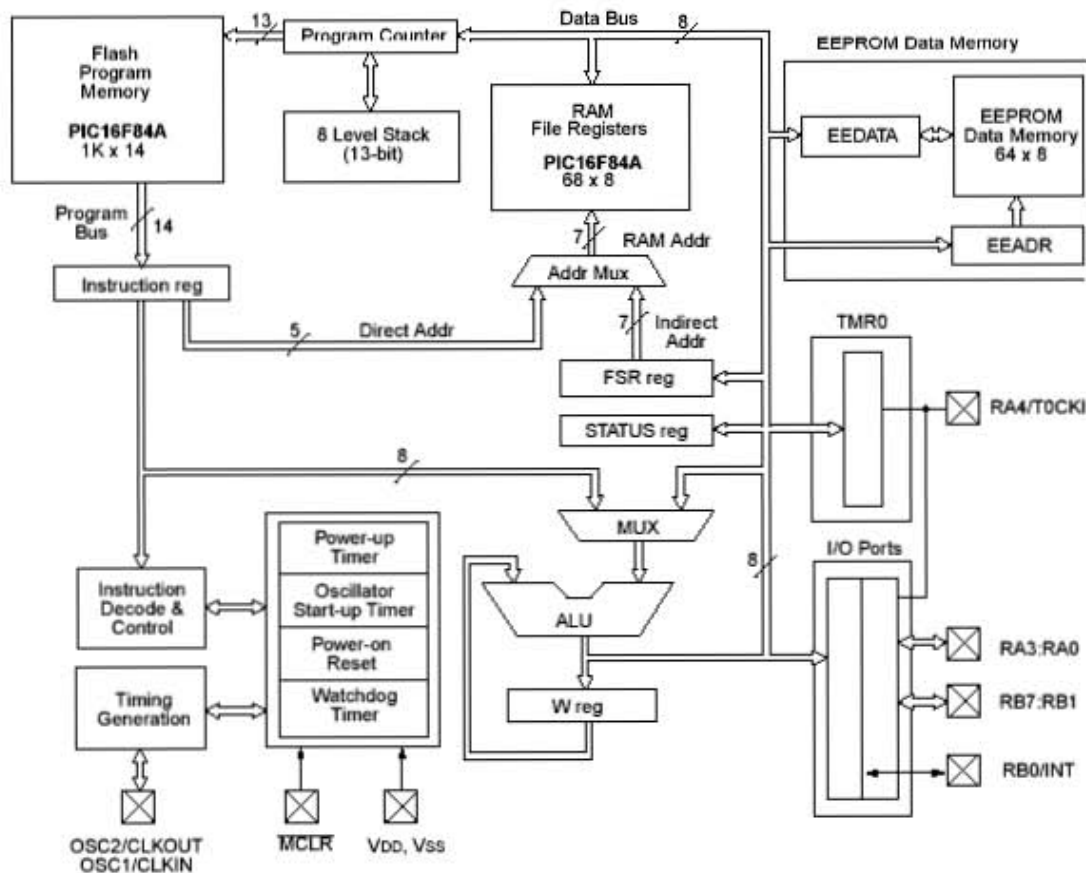 Flash
Program
Memory
PIC16F84A
1K x 14
13
Program Counter
8 Level Stack
(13-bit)
Data Bus
8
RAM
File Registers
PIC16F84A
68 x 8
EEPROM Data Memory
EEDATA
EEPROM
Data Memory
64 x 8
EEADR
Program
Bus
14
Instruction reg
7
RAM Addr
Addr Mux
5
Direct Addr
7
Indirect
Addr
FSR reg
STATUS reg
TMR0
RA4/T0CKI
8
MUX
Power-up
Timer
Oscillator
Start-up Timer
Power-on
Reset
Watchdog
Timer
Instruction
Decode &
Control
Timing
Generation
ALU
W reg
8
I/O Ports
RA3:RA0
RB7:RB1
RB0/INT
OSC2/CLKOUT
OSC1/CLKIN
MCLR
VDD, VSS